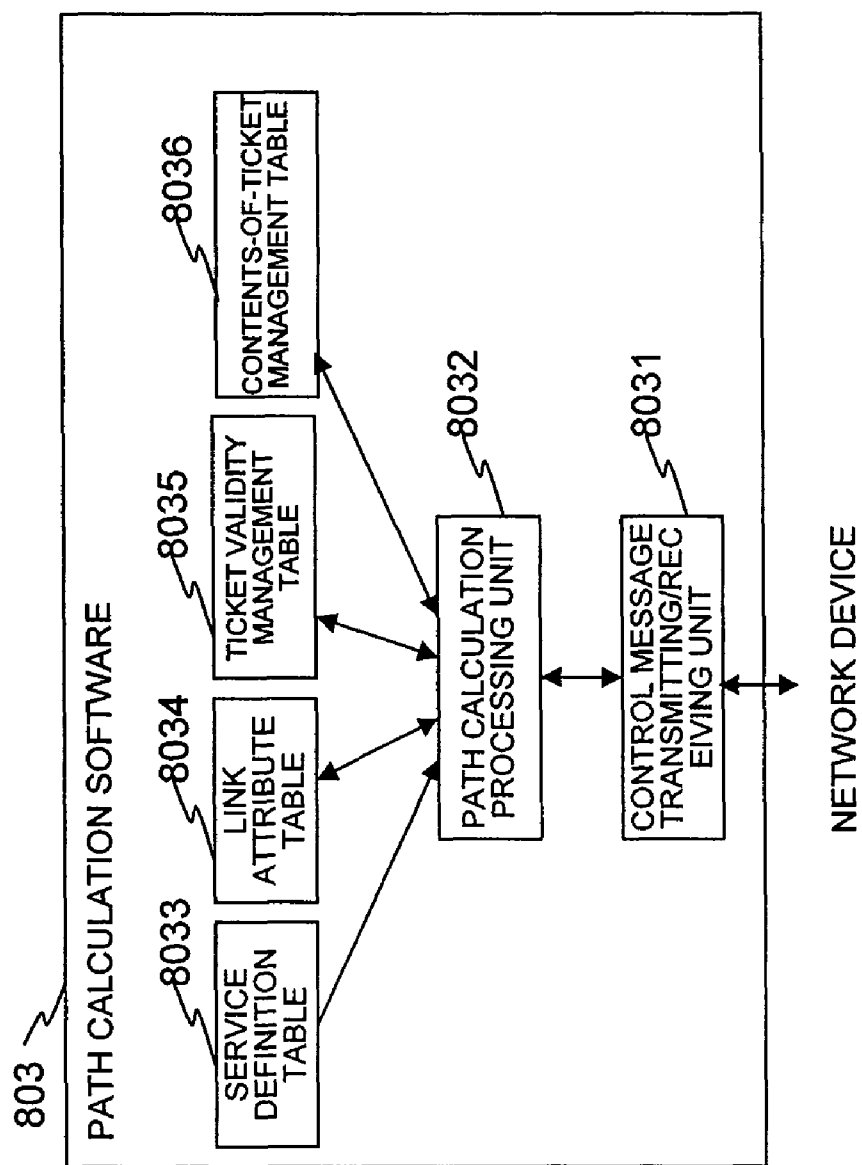 803
PATH CALCULATION SOFTWARE
8033
SERVICE
DEFINITION
TABLE
8034
LINK
ATTRIBUTE
TABLE
8035
TICKET VALIDITY
MANAGEMENT
TABLE
8036
CONTENTS-OF-TICKET
MANAGEMENT TABLE
8032
PATH CALCULATION
PROCESSING UNIT
8031
CONTROL MESSAGE
TRANSMITTING/REC
EIVING UNIT
NETWORK DEVICE